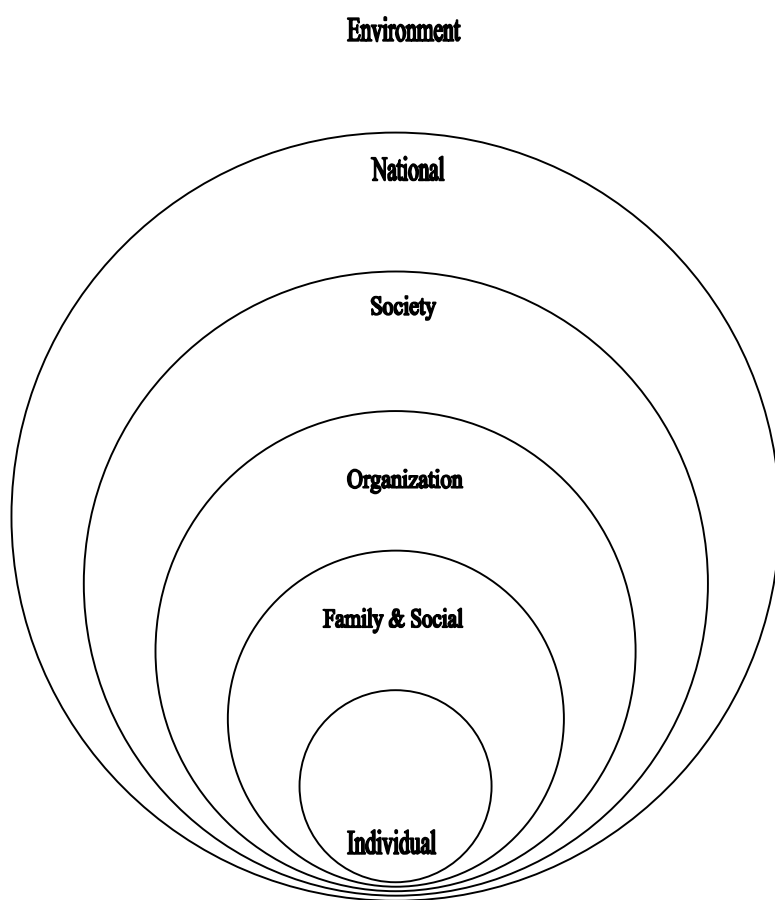 Environment
National
Society
Organization
Family & Social
Individual